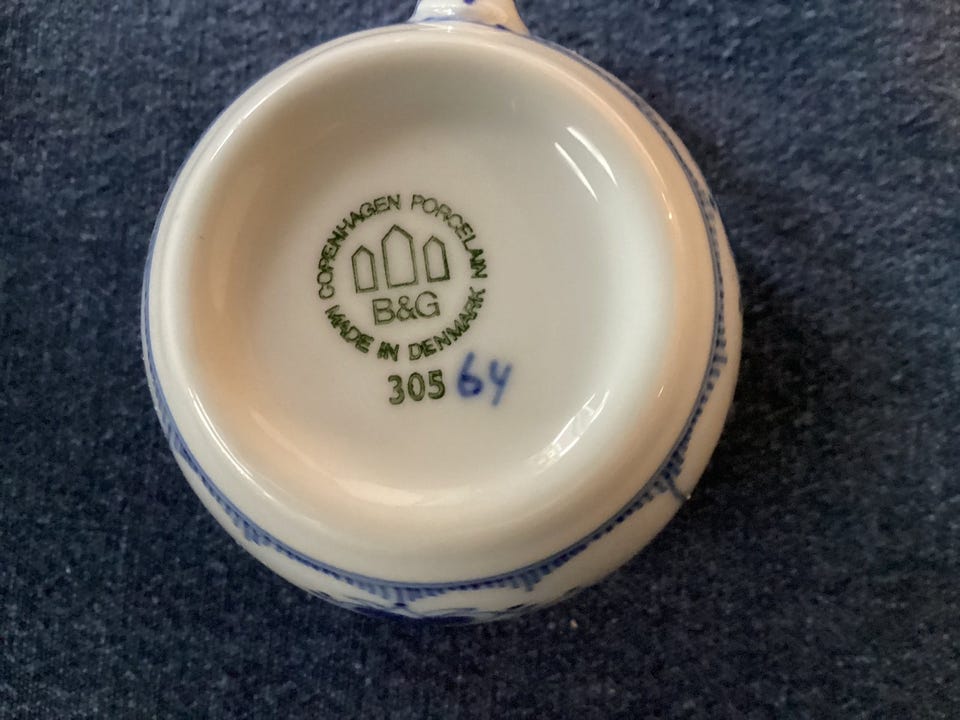 COPENHAGEN PORCELAIN
B&G
MADE IN DENMARK
305 64